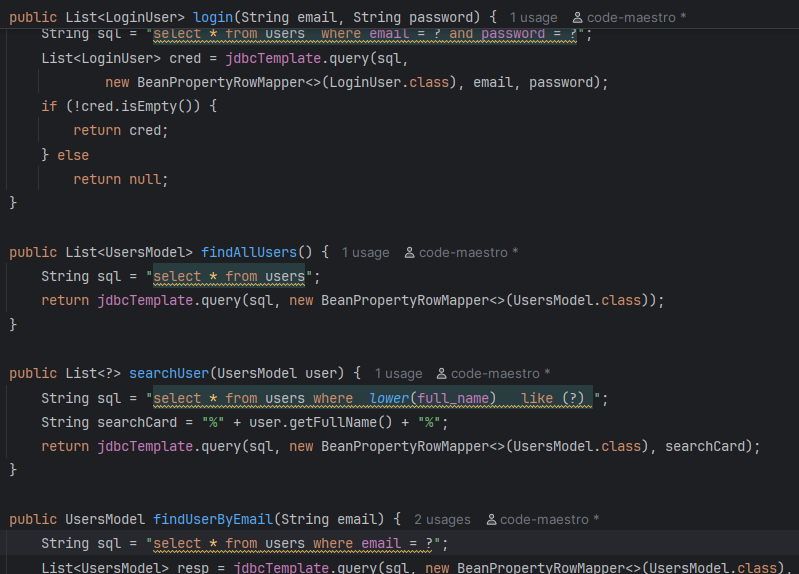 public List<LoginUser> login(String email, String password) {  1 usage  code-maestro *
    String sql = "select * from users  where email = ? and password = ?";
    List<LoginUser> cred = jdbcTemplate.query(sql,
            new BeanPropertyRowMapper<>(LoginUser.class), email, password);
    if (!cred.isEmpty()) {
        return cred;
    } else
        return null;
}
public List<UsersModel> findAllUsers() {  1 usage  code-maestro *
    String sql = "select * from users";
    return jdbcTemplate.query(sql, new BeanPropertyRowMapper<>(UsersModel.class));
}
public List<?> searchUser(UsersModel user) {  1 usage  code-maestro *
    String sql = "select * from users where  lower(full_name)   like (?) ";
    String searchCard = "%" + user.getFullName() + "%";
    return jdbcTemplate.query(sql, new BeanPropertyRowMapper<>(UsersModel.class), searchCard);
}
public UsersModel findUserByEmail(String email) {  2 usages  code-maestro *
    String sql = "select * from users where email = ?";
    List<UsersModel> resp = jdbcTemplate.query(sql, new BeanPropertyRowMapper<>(UsersModel.class),